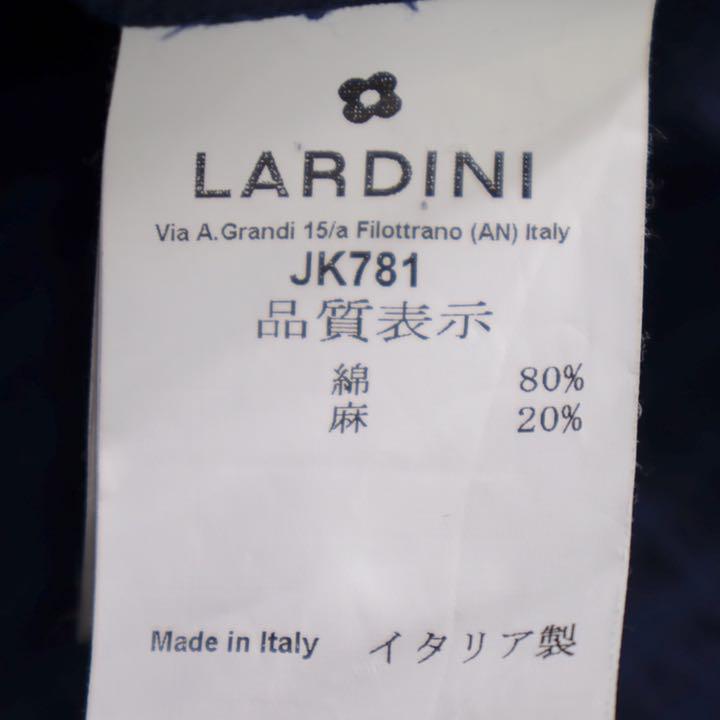 LARDINI
Via A.Grandi 15/a Filottrano (AN) Italy
JK781
品質表示
綿 80%
麻 20%
Made in Italy イタリア製